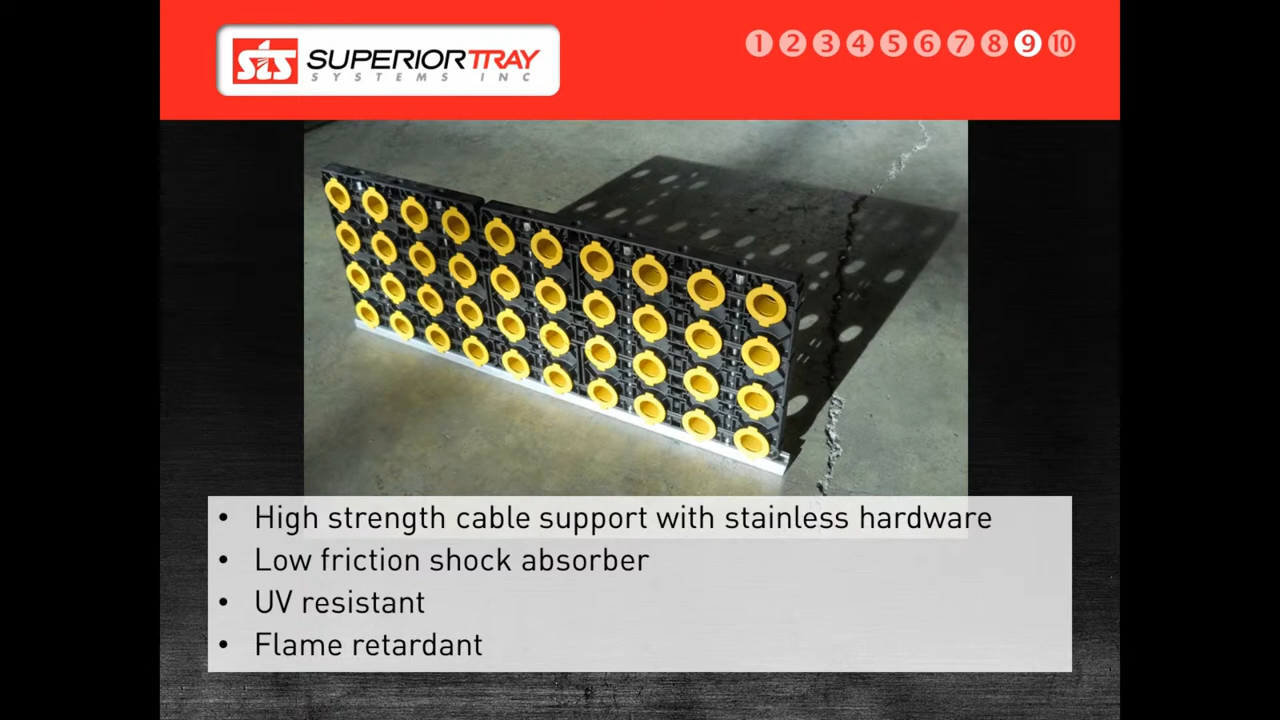 sts SUPERIORTRAY
SYSTEMS INC
1 2 3 4 5 6 7 8 9 10
• High strength cable support with stainless hardware
• Low friction shock absorber
• UV resistant
• Flame retardant